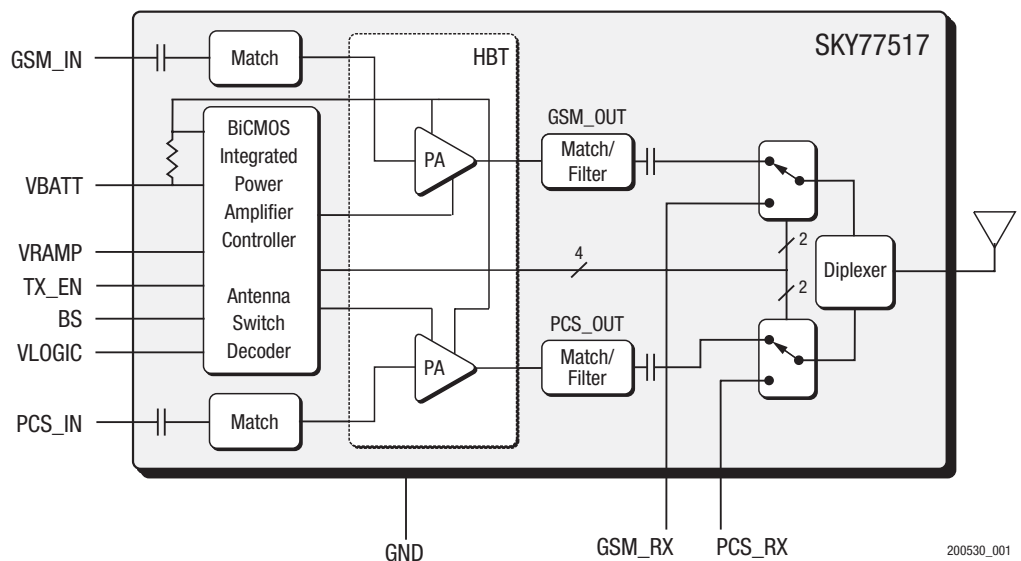 SKY77517
GSM_IN
Match
HBT
BiCMOS
Integrated
Power
Amplifier
Controller
Antenna
Switch
Decoder
VBATT
VRAMP
TX_EN
BS
VLOGIC
PCS_IN
Match
PA
PA
GSM_OUT
Match/
Filter
4
PCS_OUT
Match/
Filter
2
2
Diplexer
GND
GSM_RX
PCS_RX
200530_001